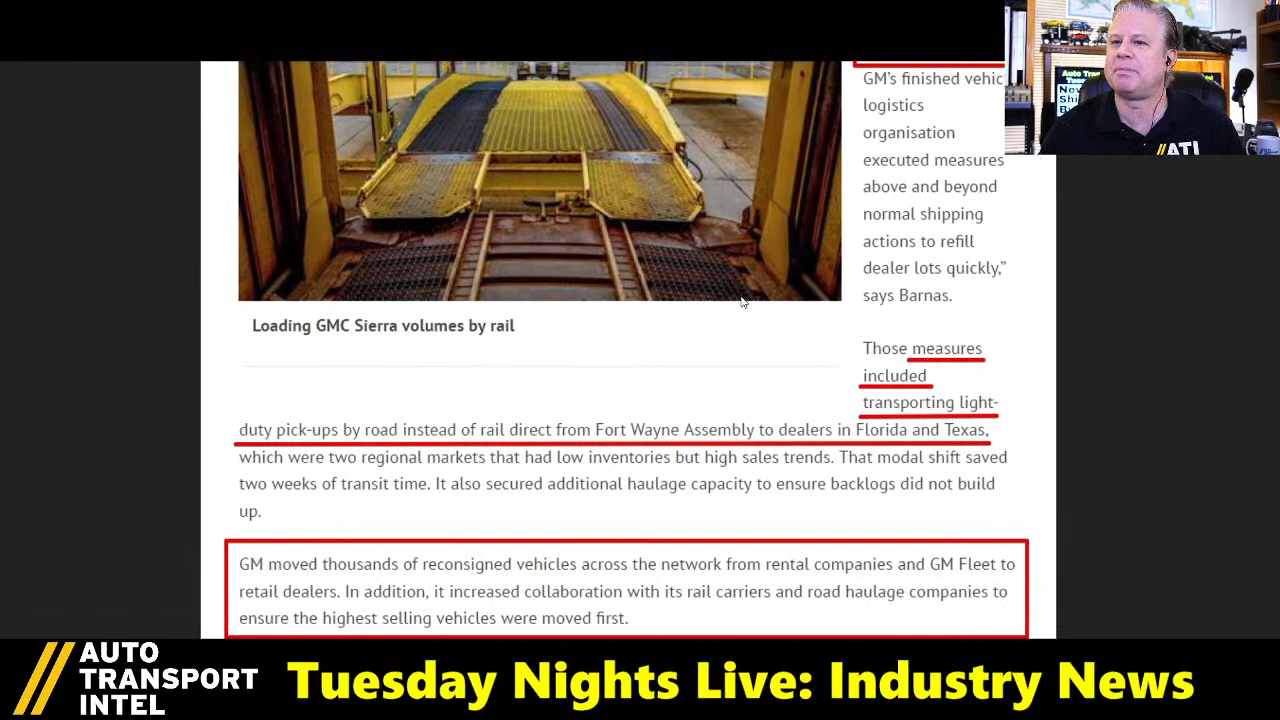 GM's finished vehic
logistics
organisation
executed measures
above and beyond
normal shipping
actions to refill
dealer lots quickly,”
says Barnas.
Loading GMC Sierra volumes by rail
Those measures
included
transporting light-
duty pick-ups by road instead of rail direct from Fort Wayne Assembly to dealers in Florida and Texas,
which were two regional markets that had low inventories but high sales trends. That modal shift saved
two weeks of transit time. It also secured additional haulage capacity to ensure backlogs did not build
up.
GM moved thousands of reconsigned vehicles across the network from rental companies and GM Fleet to
retail dealers. In addition, it increased collaboration with its rail carriers and road haulage companies to
ensure the highest selling vehicles were moved first.
ATI
AUTO
TRANSPORT
INTEL
Tuesday Nights Live: Industry News